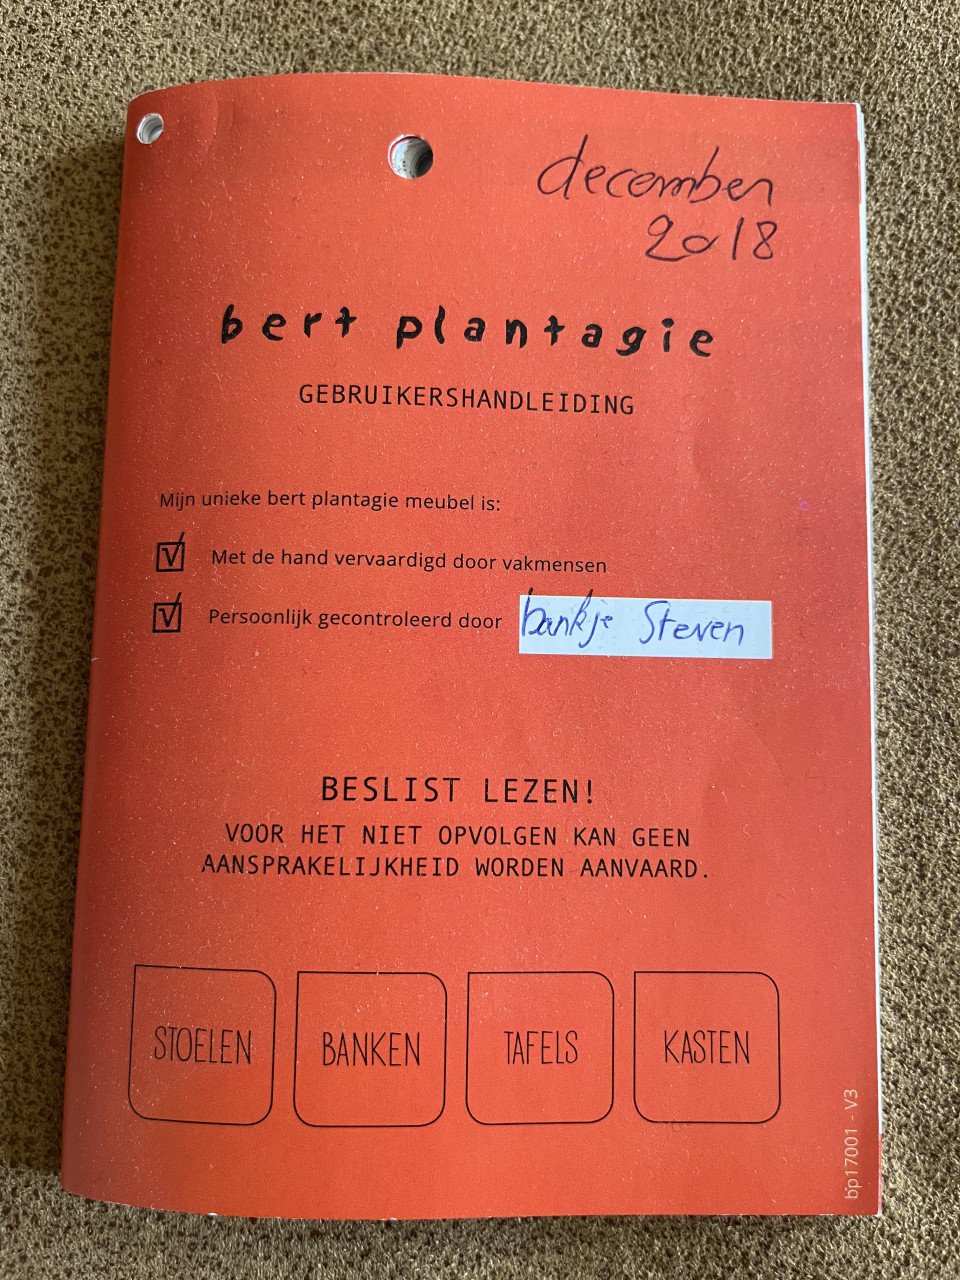 december
2018
bert plantagie
GEBRUIKERSHANDLEIDING
Mijn unieke bert plantagie meubel is:
Met de hand vervaardigd door vakmensen
Persoonlijk gecontroleerd door bankje Steven
BESLIST LEZEN!
VOOR HET NIET OPVOLGEN KAN GEEN
AANSPRAKELIJKHEID WORDEN AANVAARD.
STOELEN BANKEN TAFELS KASTEN
bp17001 - V3